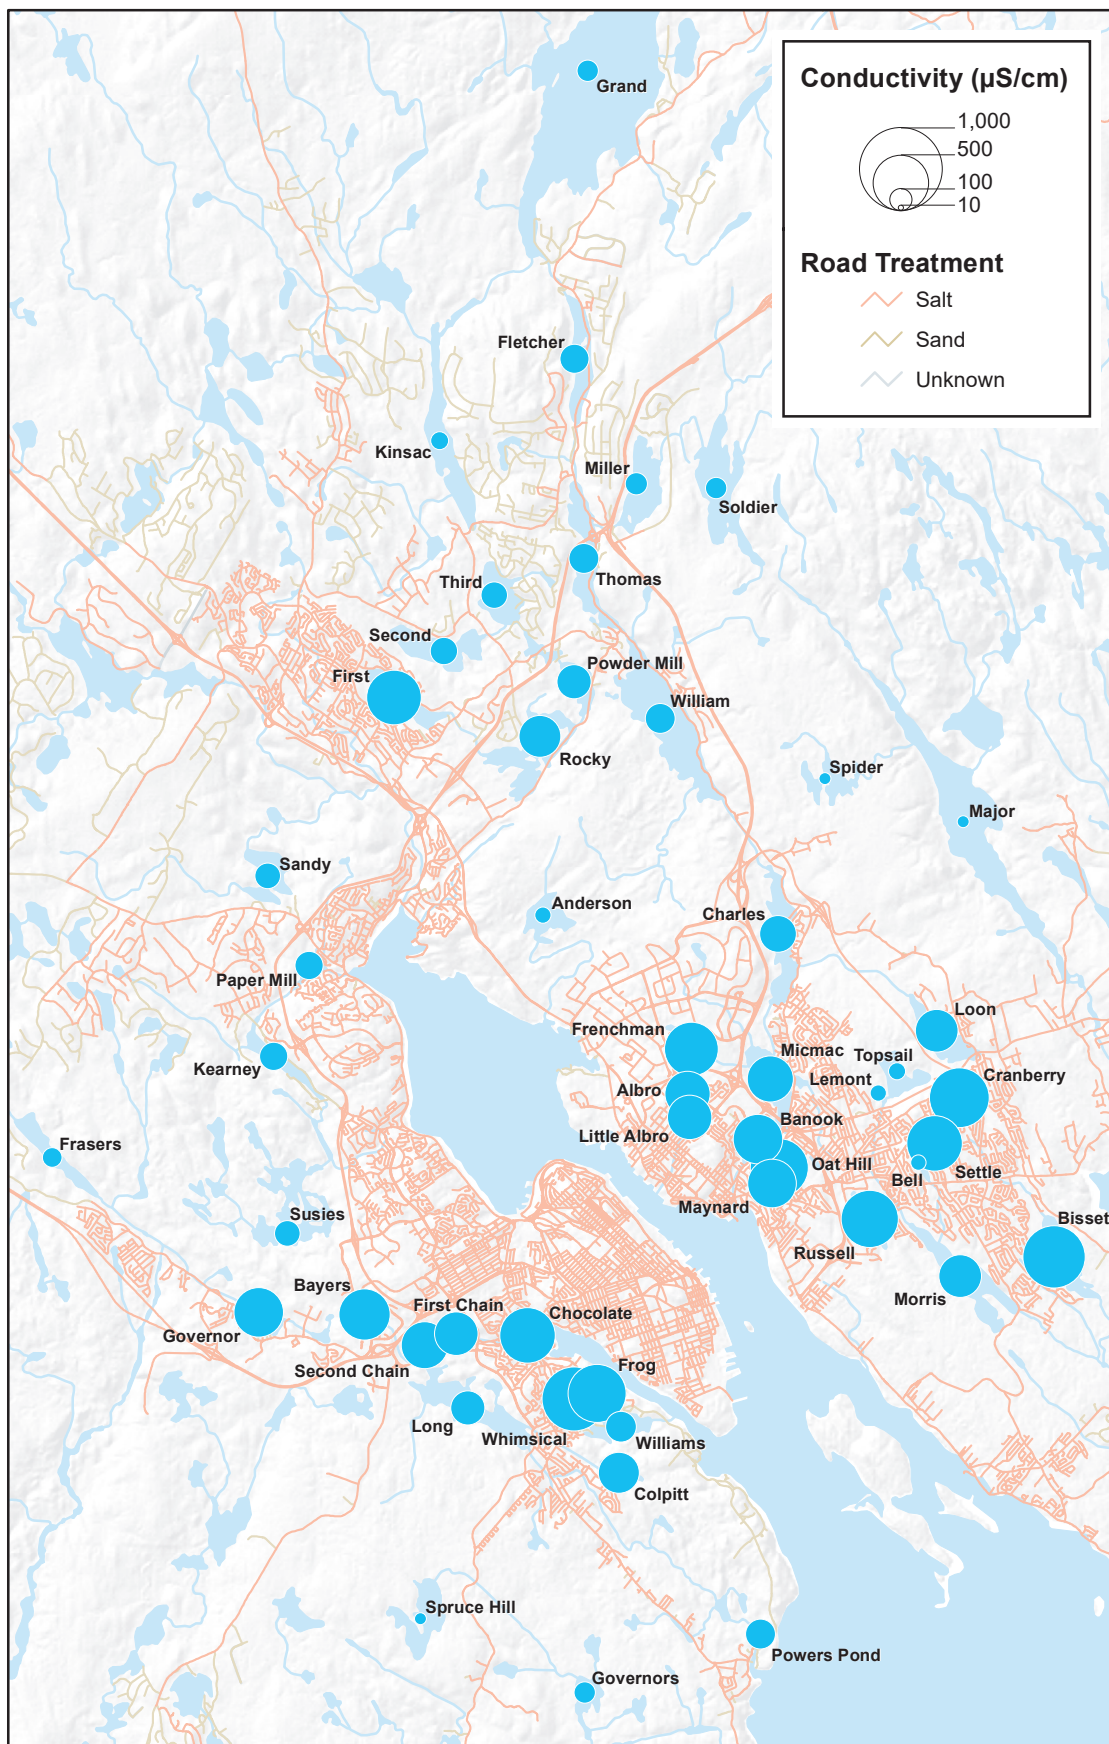 Grand
Conductivity (µS/cm)
1,000
500
100
10
Road Treatment
Salt
Sand
Unknown
Fletcher
Kinsac
Miller
Soldier
Thomas
Third
Second
First
Powder Mill
William
Rocky
Spider
Major
Sandy
Anderson
Charles
Paper Mill
Kearney
Frenchman
Loon
Micmac
Topsail
Lemont
Cranberry
Albro
Little Albro
Banook
Oat Hill
Bell
Settle
Maynard
Frasers
Susies
Russell
Bisset
Morris
Bayers
Governor
First Chain
Second Chain
Chocolate
Frog
Long
Whimsical
Williams
Colpitt
Spruce Hill
Powers Pond
Governors